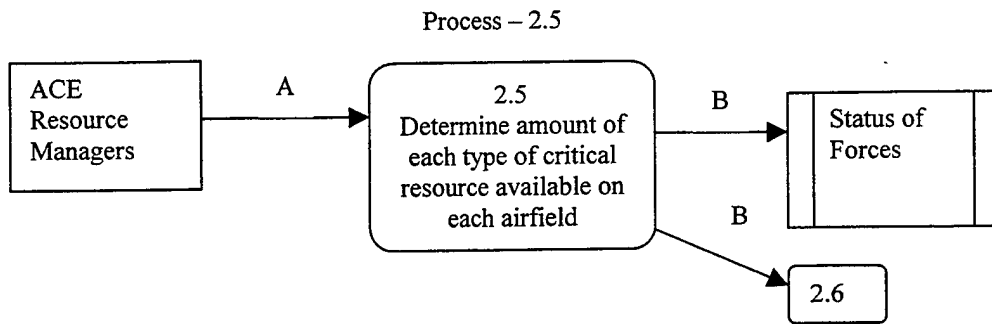 Process – 2.5
ACE
Resource
Managers
A
2.5
Determine amount of
each type of critical
resource available on
each airfield
B
Status of
Forces
B
2.6